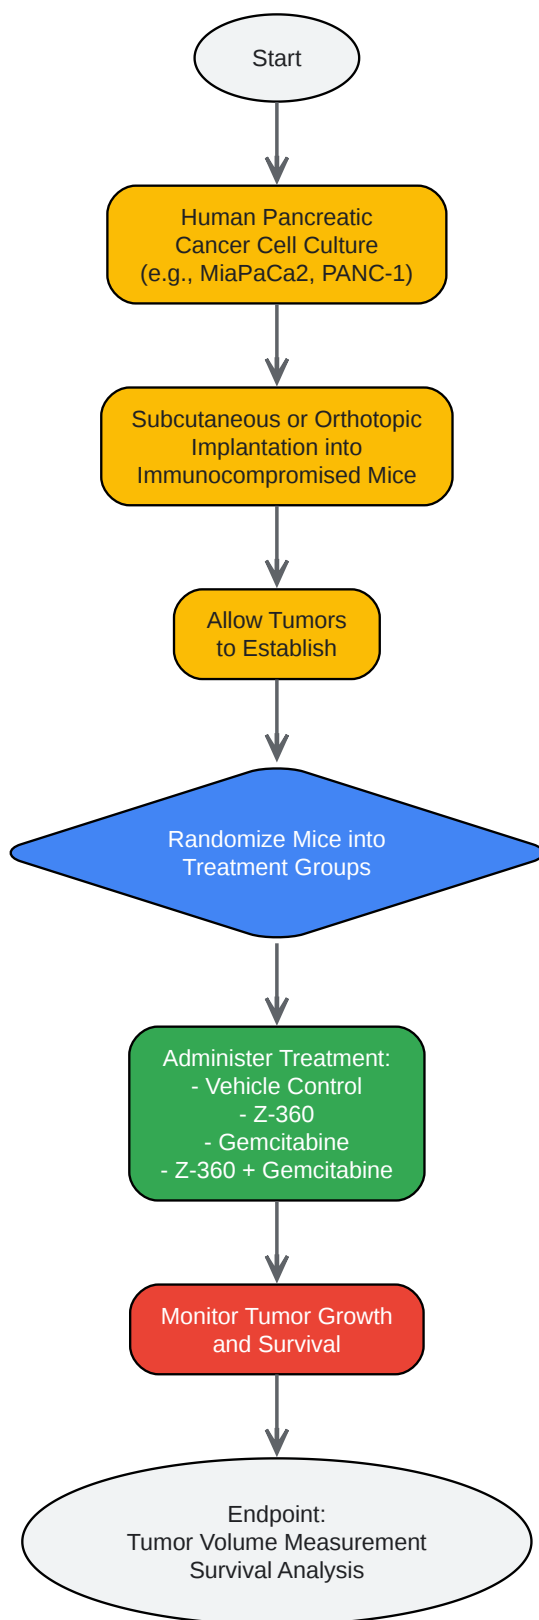 Start
Human Pancreatic
Cancer Cell Culture
(e.g., MiaPaCa2, PANC-1)
Subcutaneous or Orthotopic
Implantation into
Immunocompromised Mice
Allow Tumors
to Establish
Randomize Mice into
Treatment Groups
Administer Treatment:
- Vehicle Control
- Z-360
- Gemcitabine
- Z-360 + Gemcitabine
Monitor Tumor Growth
and Survival
Endpoint:
Tumor Volume Measurement
Survival Analysis